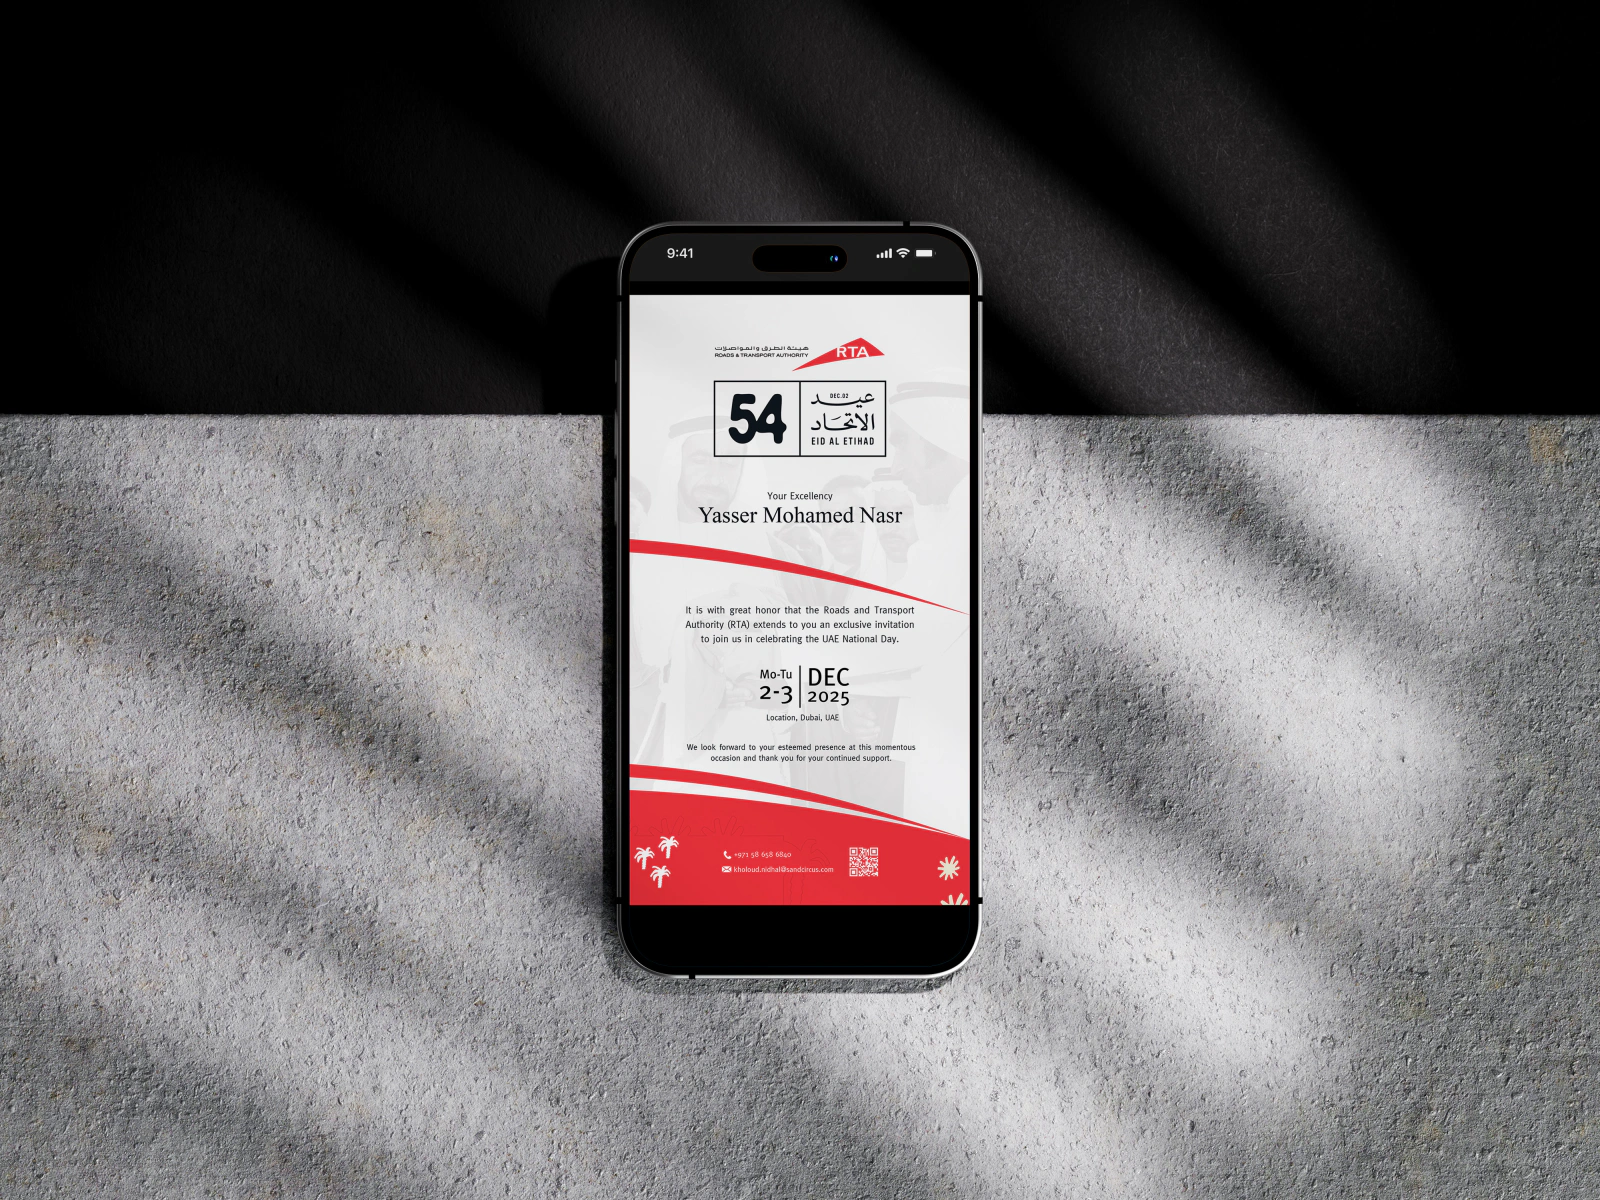 9:41
هيئة الطرق والمواصلات
ROADS & TRANSPORT AUTHORITY
RTA
54
DEC.02
عيد
الاتحاد
EID AL ETIHAD
Your Excellency
Yasser Mohamed Nasr
It is with great honor that the Roads and Transport
Authority (RTA) extends to you an exclusive invitation
to join us in celebrating the UAE National Day.
Mo-Tu
2-3
DEC
2025
Location, Dubai, UAE
We look forward to your esteemed presence at this momentous
occasion and thank you for your continued support.
+971 58 658 6840
kholoud.nidhal@sandcircus.com